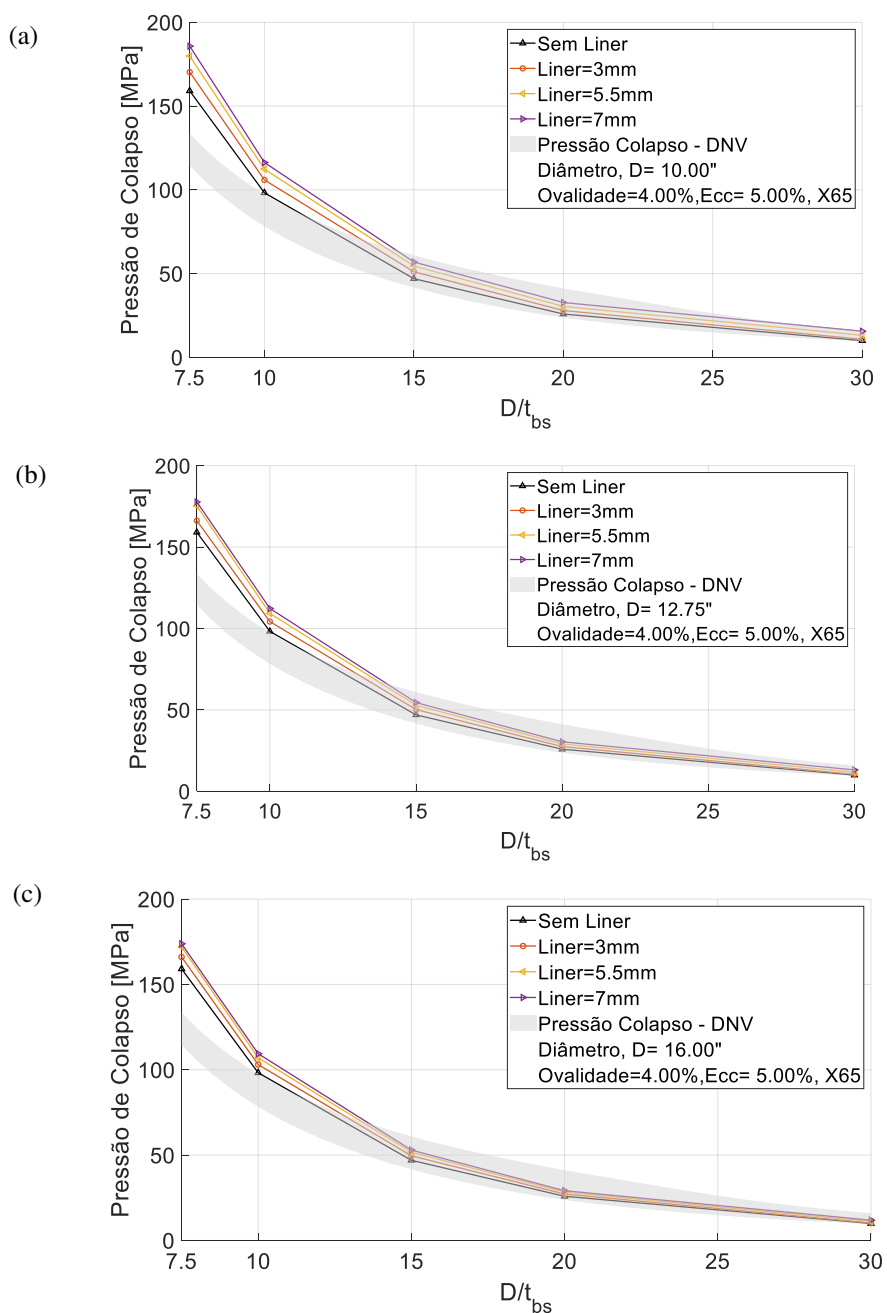 (a)
Pressão de Colapso [MPa]
200
150
100
50
0
7.5 10 15 20 25 30
D/tbs
Sem Liner
Liner=3mm
Liner=5.5mm
Liner=7mm
Pressão Colapso - DNV
Diâmetro, D= 10.00"
Ovalidade=4.00%,Ecc= 5.00%, X65
(b)
Pressão de Colapso [MPa]
200
150
100
50
0
7.5 10 15 20 25 30
D/tbs
Sem Liner
Liner=3mm
Liner=5.5mm
Liner=7mm
Pressão Colapso - DNV
Diâmetro, D= 12.75"
Ovalidade=4.00%,Ecc= 5.00%, X65
(c)
Pressão de Colapso [MPa]
200
150
100
50
0
7.5 10 15 20 25 30
D/tbs
Sem Liner
Liner=3mm
Liner=5.5mm
Liner=7mm
Pressão Colapso - DNV
Diâmetro, D= 16.00"
Ovalidade=4.00%,Ecc= 5.00%, X65